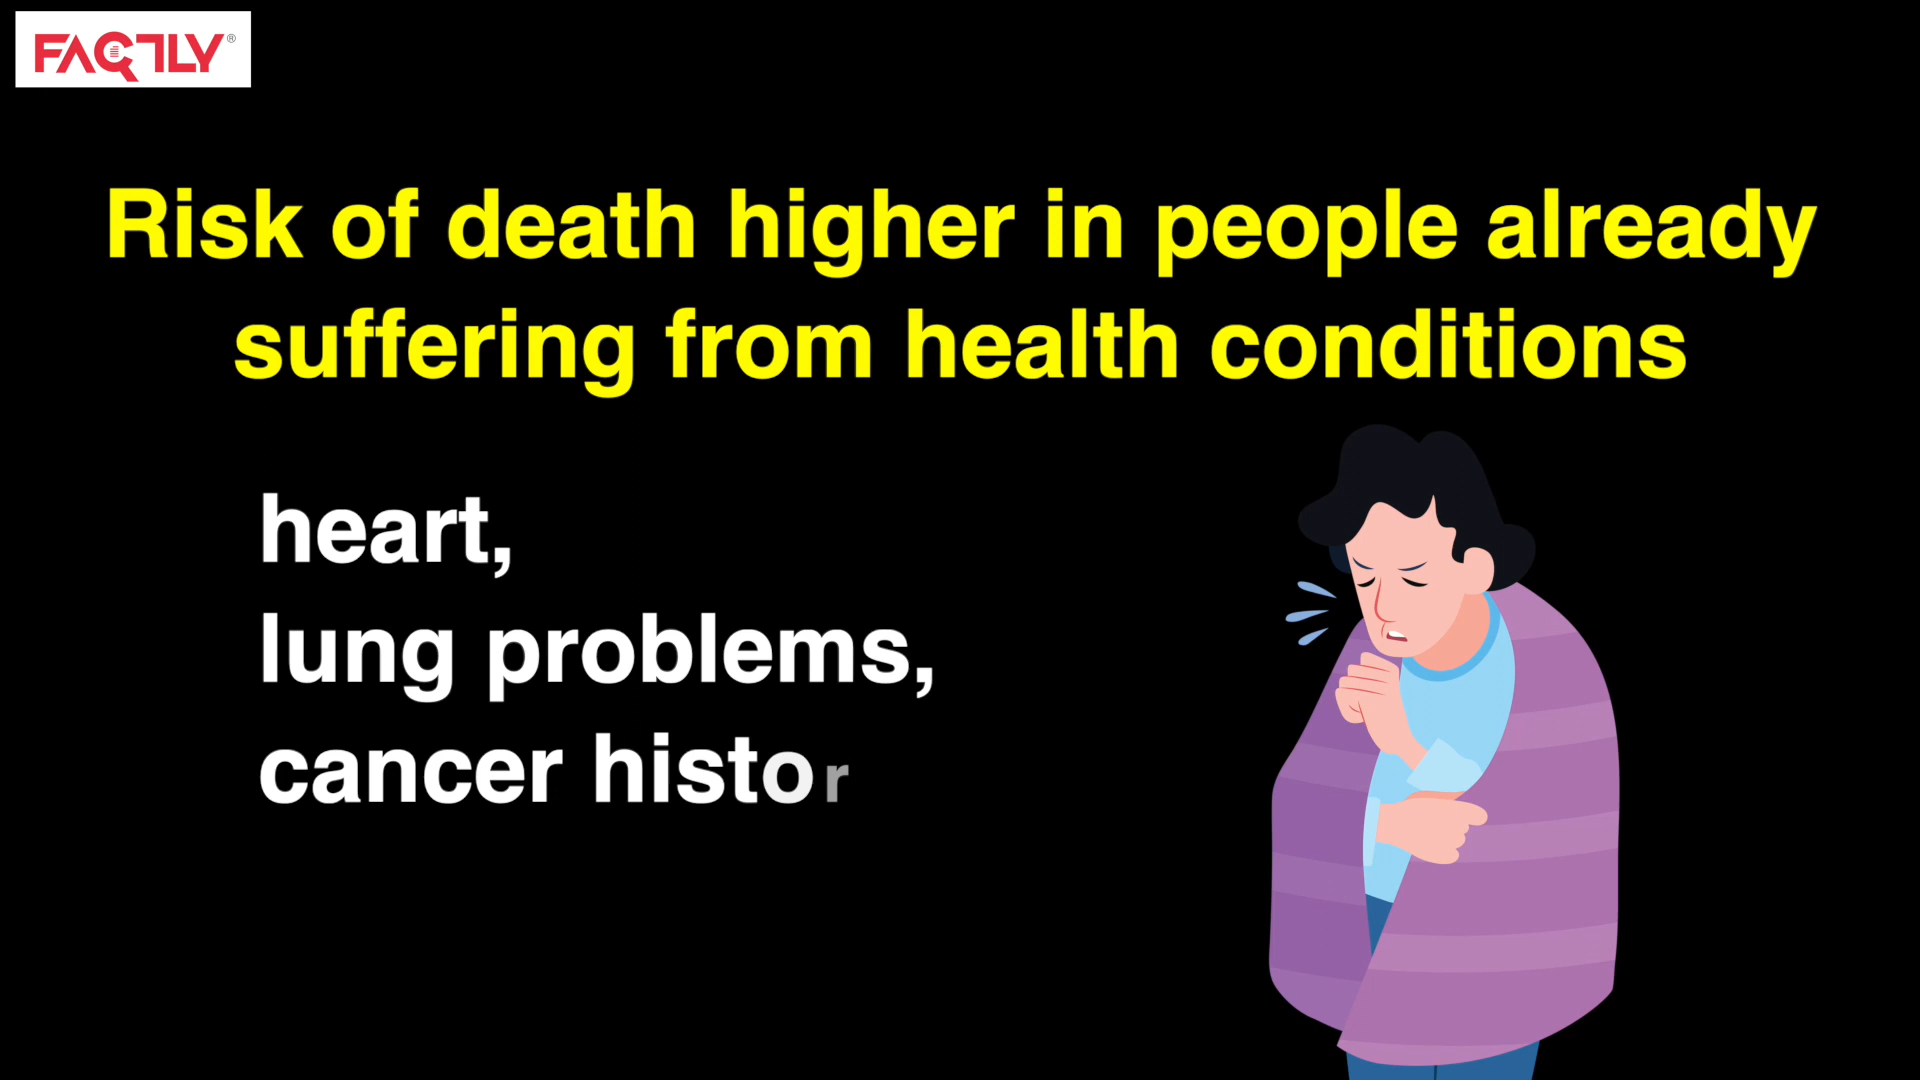 FACTLY®
Risk of death higher in people already
suffering from health conditions
heart,
lung problems,
cancer histor